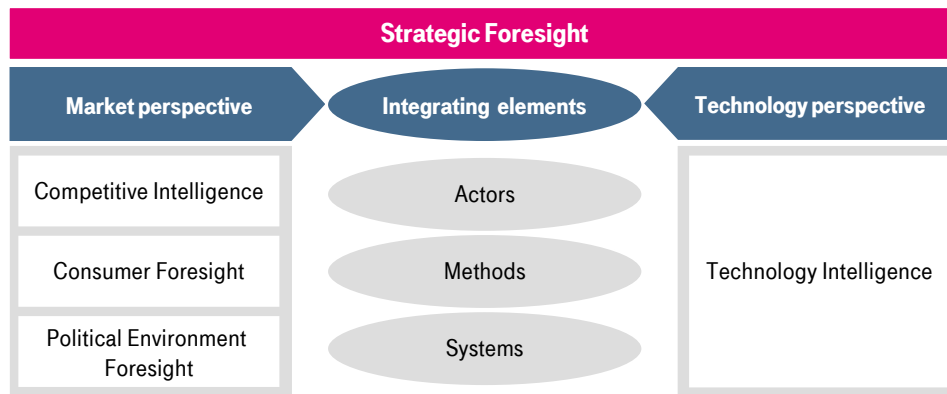 Strategic Foresight
Market perspective
Integrating elements
Technology perspective
Competitive Intelligence
Consumer Foresight
Political Environment
Foresight
Actors
Methods
Systems
Technology Intelligence